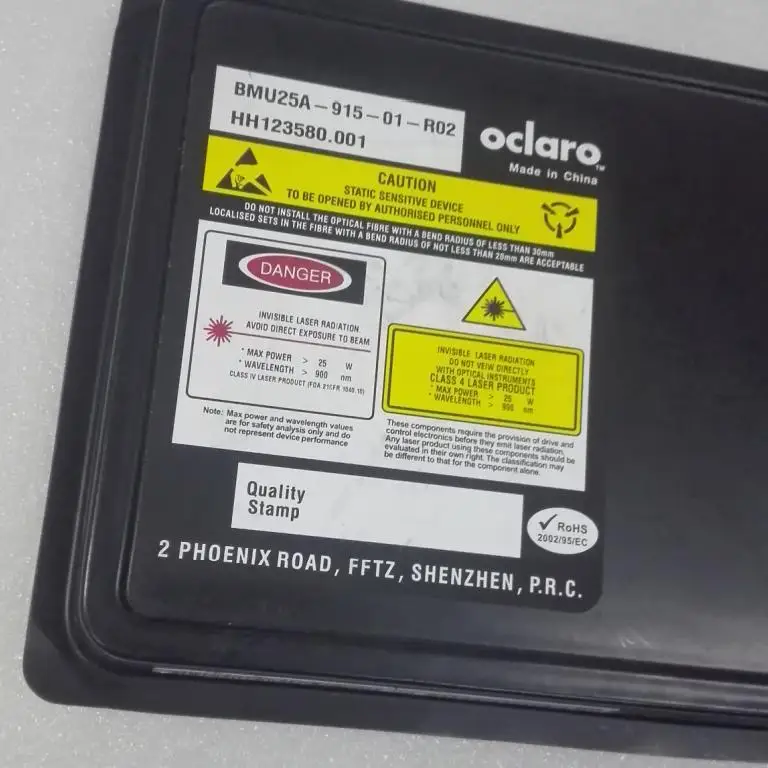 BMU25A-915-01-R02
HH123580.001
oclaro™
Made in China
CAUTION
STATIC SENSITIVE DEVICE
TO BE OPENED BY AUTHORISED PERSONNEL ONLY
DO NOT INSTALL THE OPTICAL FIBRE WITH A BEND RADIUS OF LESS THAN 30mm
LOCALISED SETS IN THE FIBRE WITH A BEND RADIUS OF NOT LESS THAN 20mm ARE ACCEPTABLE
DANGER
INVISIBLE LASER RADIATION
AVOID DIRECT EXPOSURE TO BEAM
* MAX POWER > 25 W
* WAVELENGTH > 900 nm
CLASS IV LASER PRODUCT (FDA 21CFR 1040.10)
Note: Max power and wavelength values
are for safety analysis only and do
not represent device performance
INVISIBLE LASER RADIATION
DO NOT VEIW DIRECTLY
WITH OPTICAL INSTRUMENTS
CLASS 4 LASER PRODUCT
* MAX POWER > 25 W
* WAVELENGTH > 900 nm
These components require the provision of drive and
control electronics before they emit laser radiation.
Any laser product using these components should be
evaluated in their own right. The classification may
be different to that for the component alone.
Quality
Stamp
RoHS
2002/95/EC
2 PHOENIX ROAD, FFTZ, SHENZHEN, P.R.C.